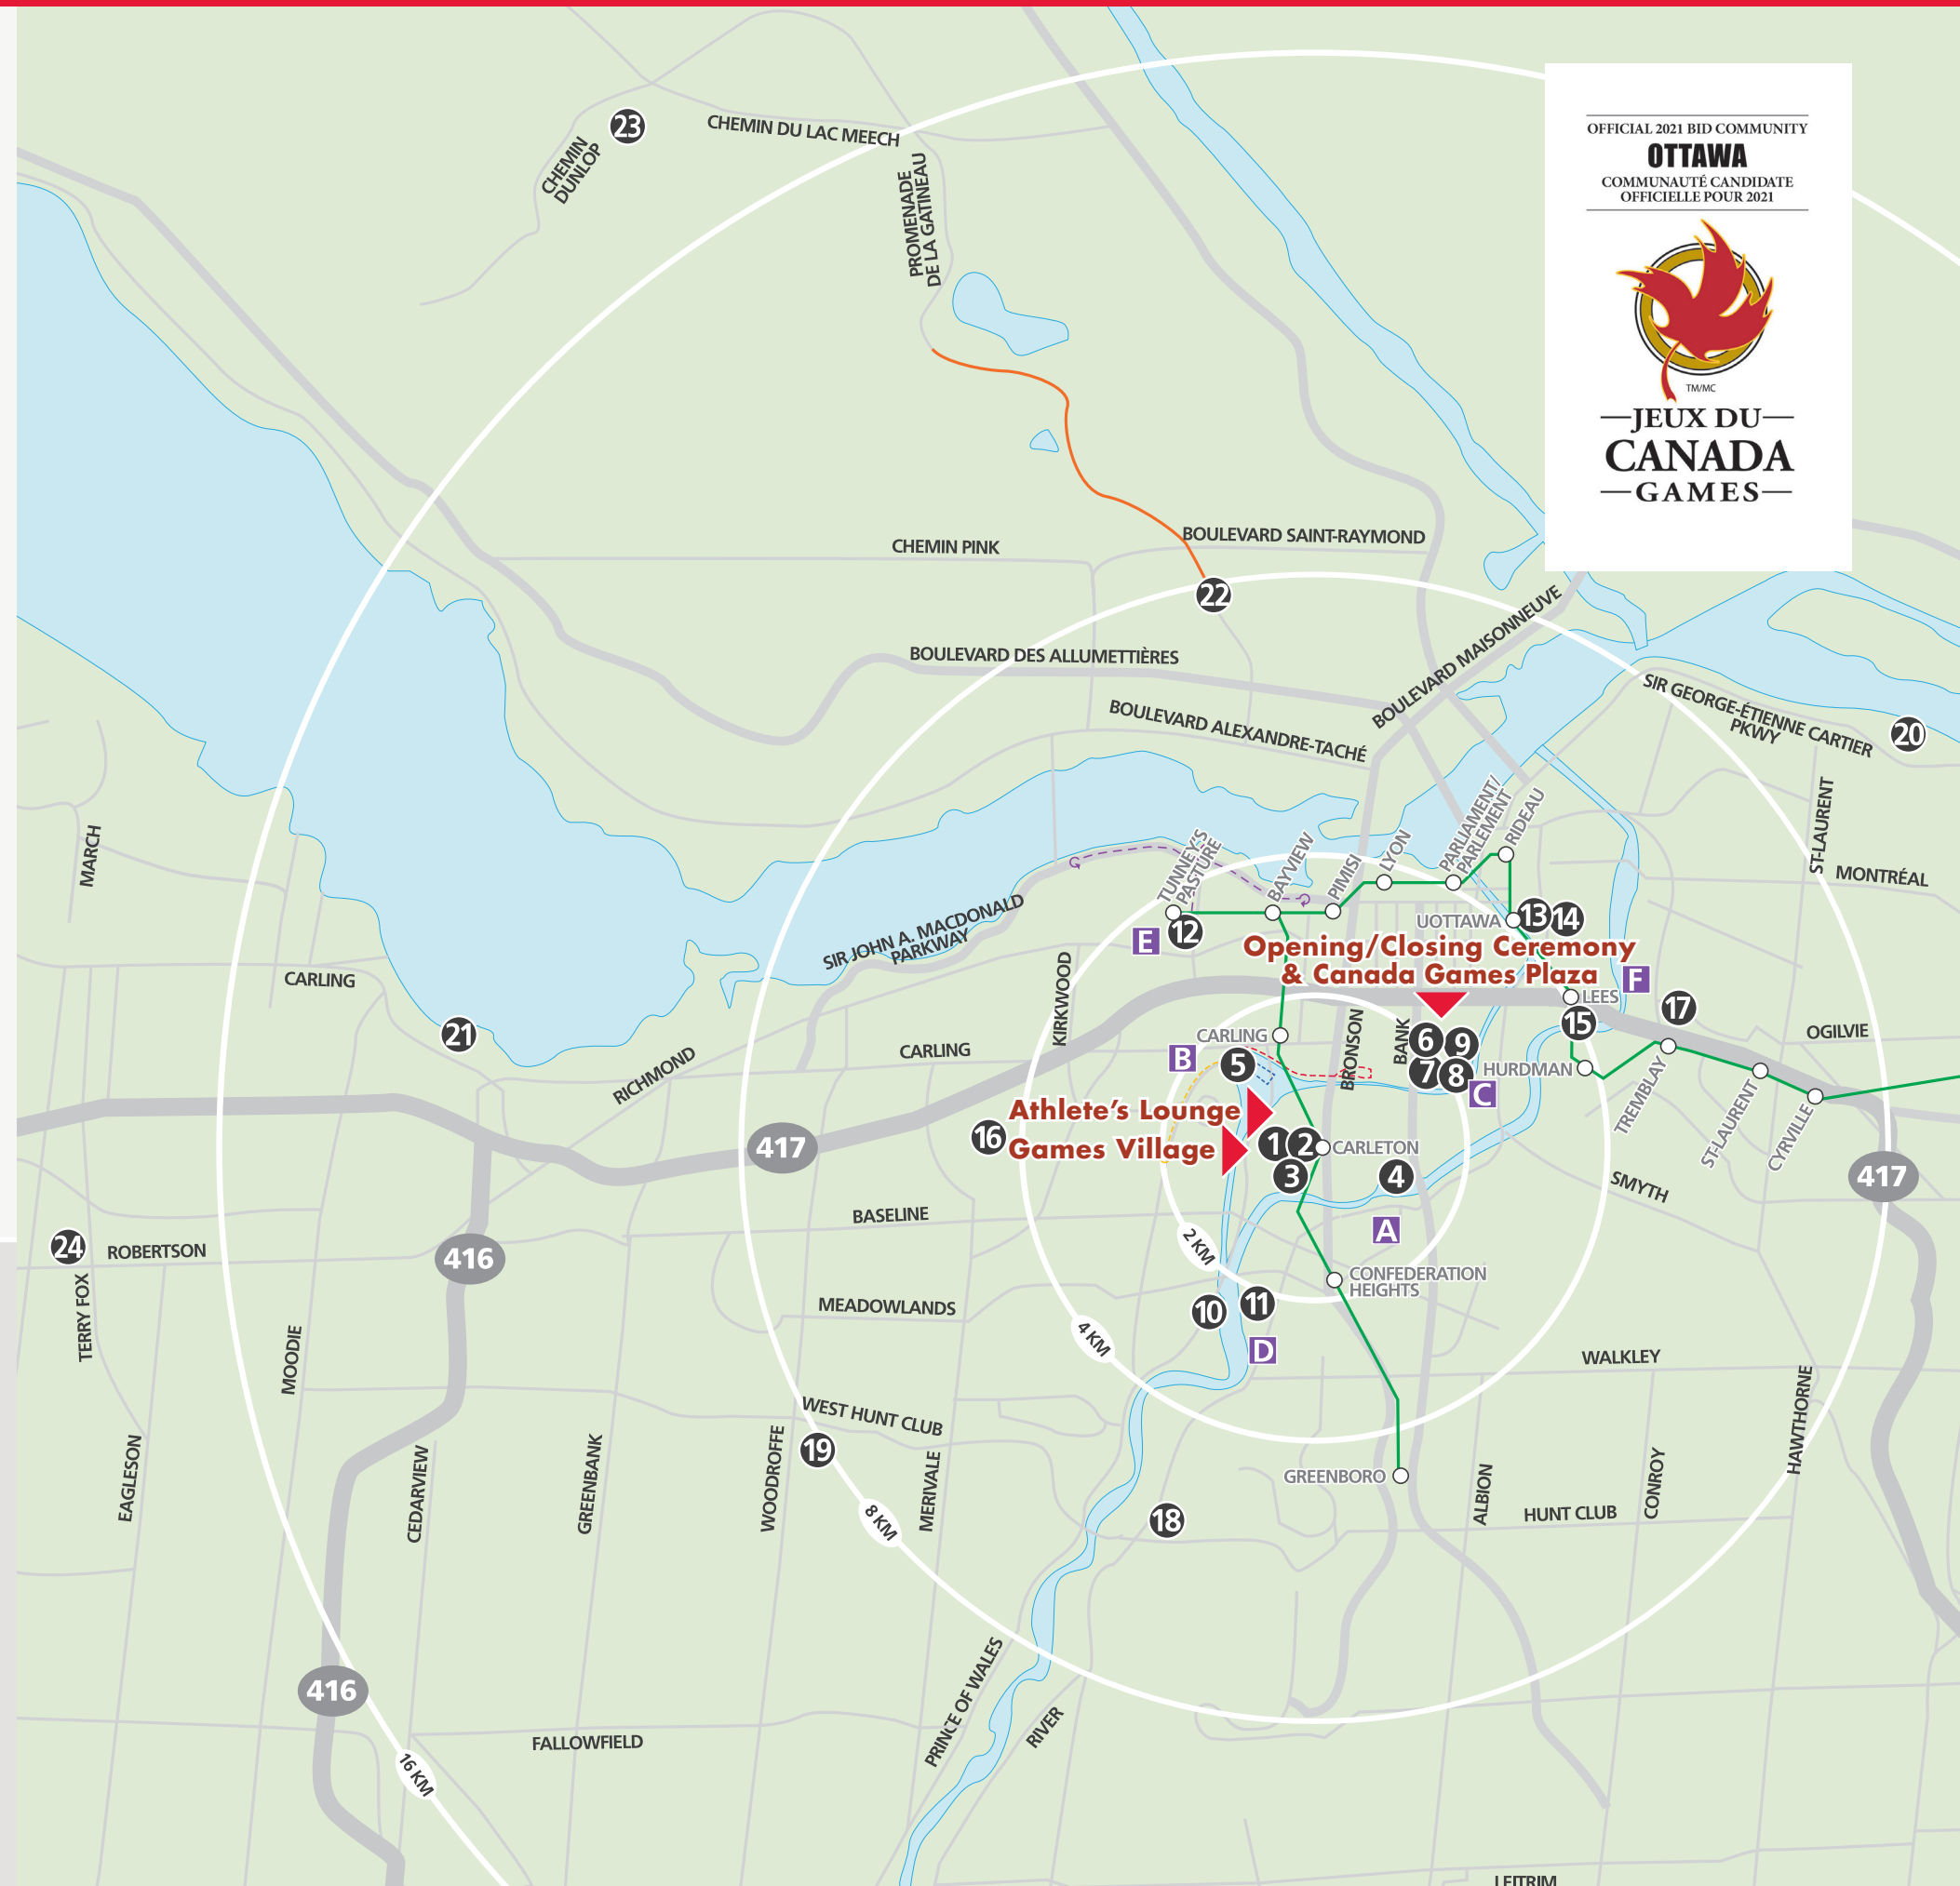 OFFICIAL 2021 BID COMMUNITY
OTTAWA
COMMUNAUTÉ CANDIDATE
OFFICIELLE POUR 2021
TM/MC
JEUX DU
CANADA
GAMES
23
CHEMIN DU LAC MEECH
CHEMIN
DUNLOP
PROMENADE
DE LA GATINEAU
CHEMIN PINK
BOULEVARD SAINT-RAYMOND
22
BOULEVARD MAISONNEUVE
BOULEVARD DES ALLUMETTIÈRES
BOULEVARD ALEXANDRE-TACHÉ
SIR GEORGE-ÉTIENNE CARTIER
PKWY
20
ST-LAURENT
MONTRÉAL
MARCH
TUNNEY'S
PASTURE
BAYVIEW
PIMISI
LYON
PARLIAMENT/
PARLEMENT
RIDEAU
UOTTAWA
13
14
E
12
SIR JOHN A. MACDONALD
PARKWAY
Opening/Closing Ceremony
& Canada Games Plaza
F
LEES
CARLING
KIRKWOOD
17
21
CARLING
CARLING
BRONSON
BANK
6
9
15
OGILVIE
RICHMOND
B
5
7
8
C
HURDMAN
TREMBLAY
ST-LAURENT
CYRVILLE
Athlete's Lounge
16
Games Village
1
2
CARLETON
417
3
4
417
SMYTH
BASELINE
A
24
ROBERTSON
416
2 KM
CONFEDERATION
HEIGHTS
TERRY FOX
MEADOWLANDS
10
11
4 KM
D
MOODIE
WALKLEY
WEST HUNT CLUB
HAWTHORNE
19
EAGLESON
CEDARVIEW
GREENBANK
WOODROFFE
MERIVALE
8 KM
18
GREENBORO
ALBION
HUNT CLUB
CONROY
416
PRINCE OF WALES
RIVER
FALLOWFIELD
16 KM
LEITRIM